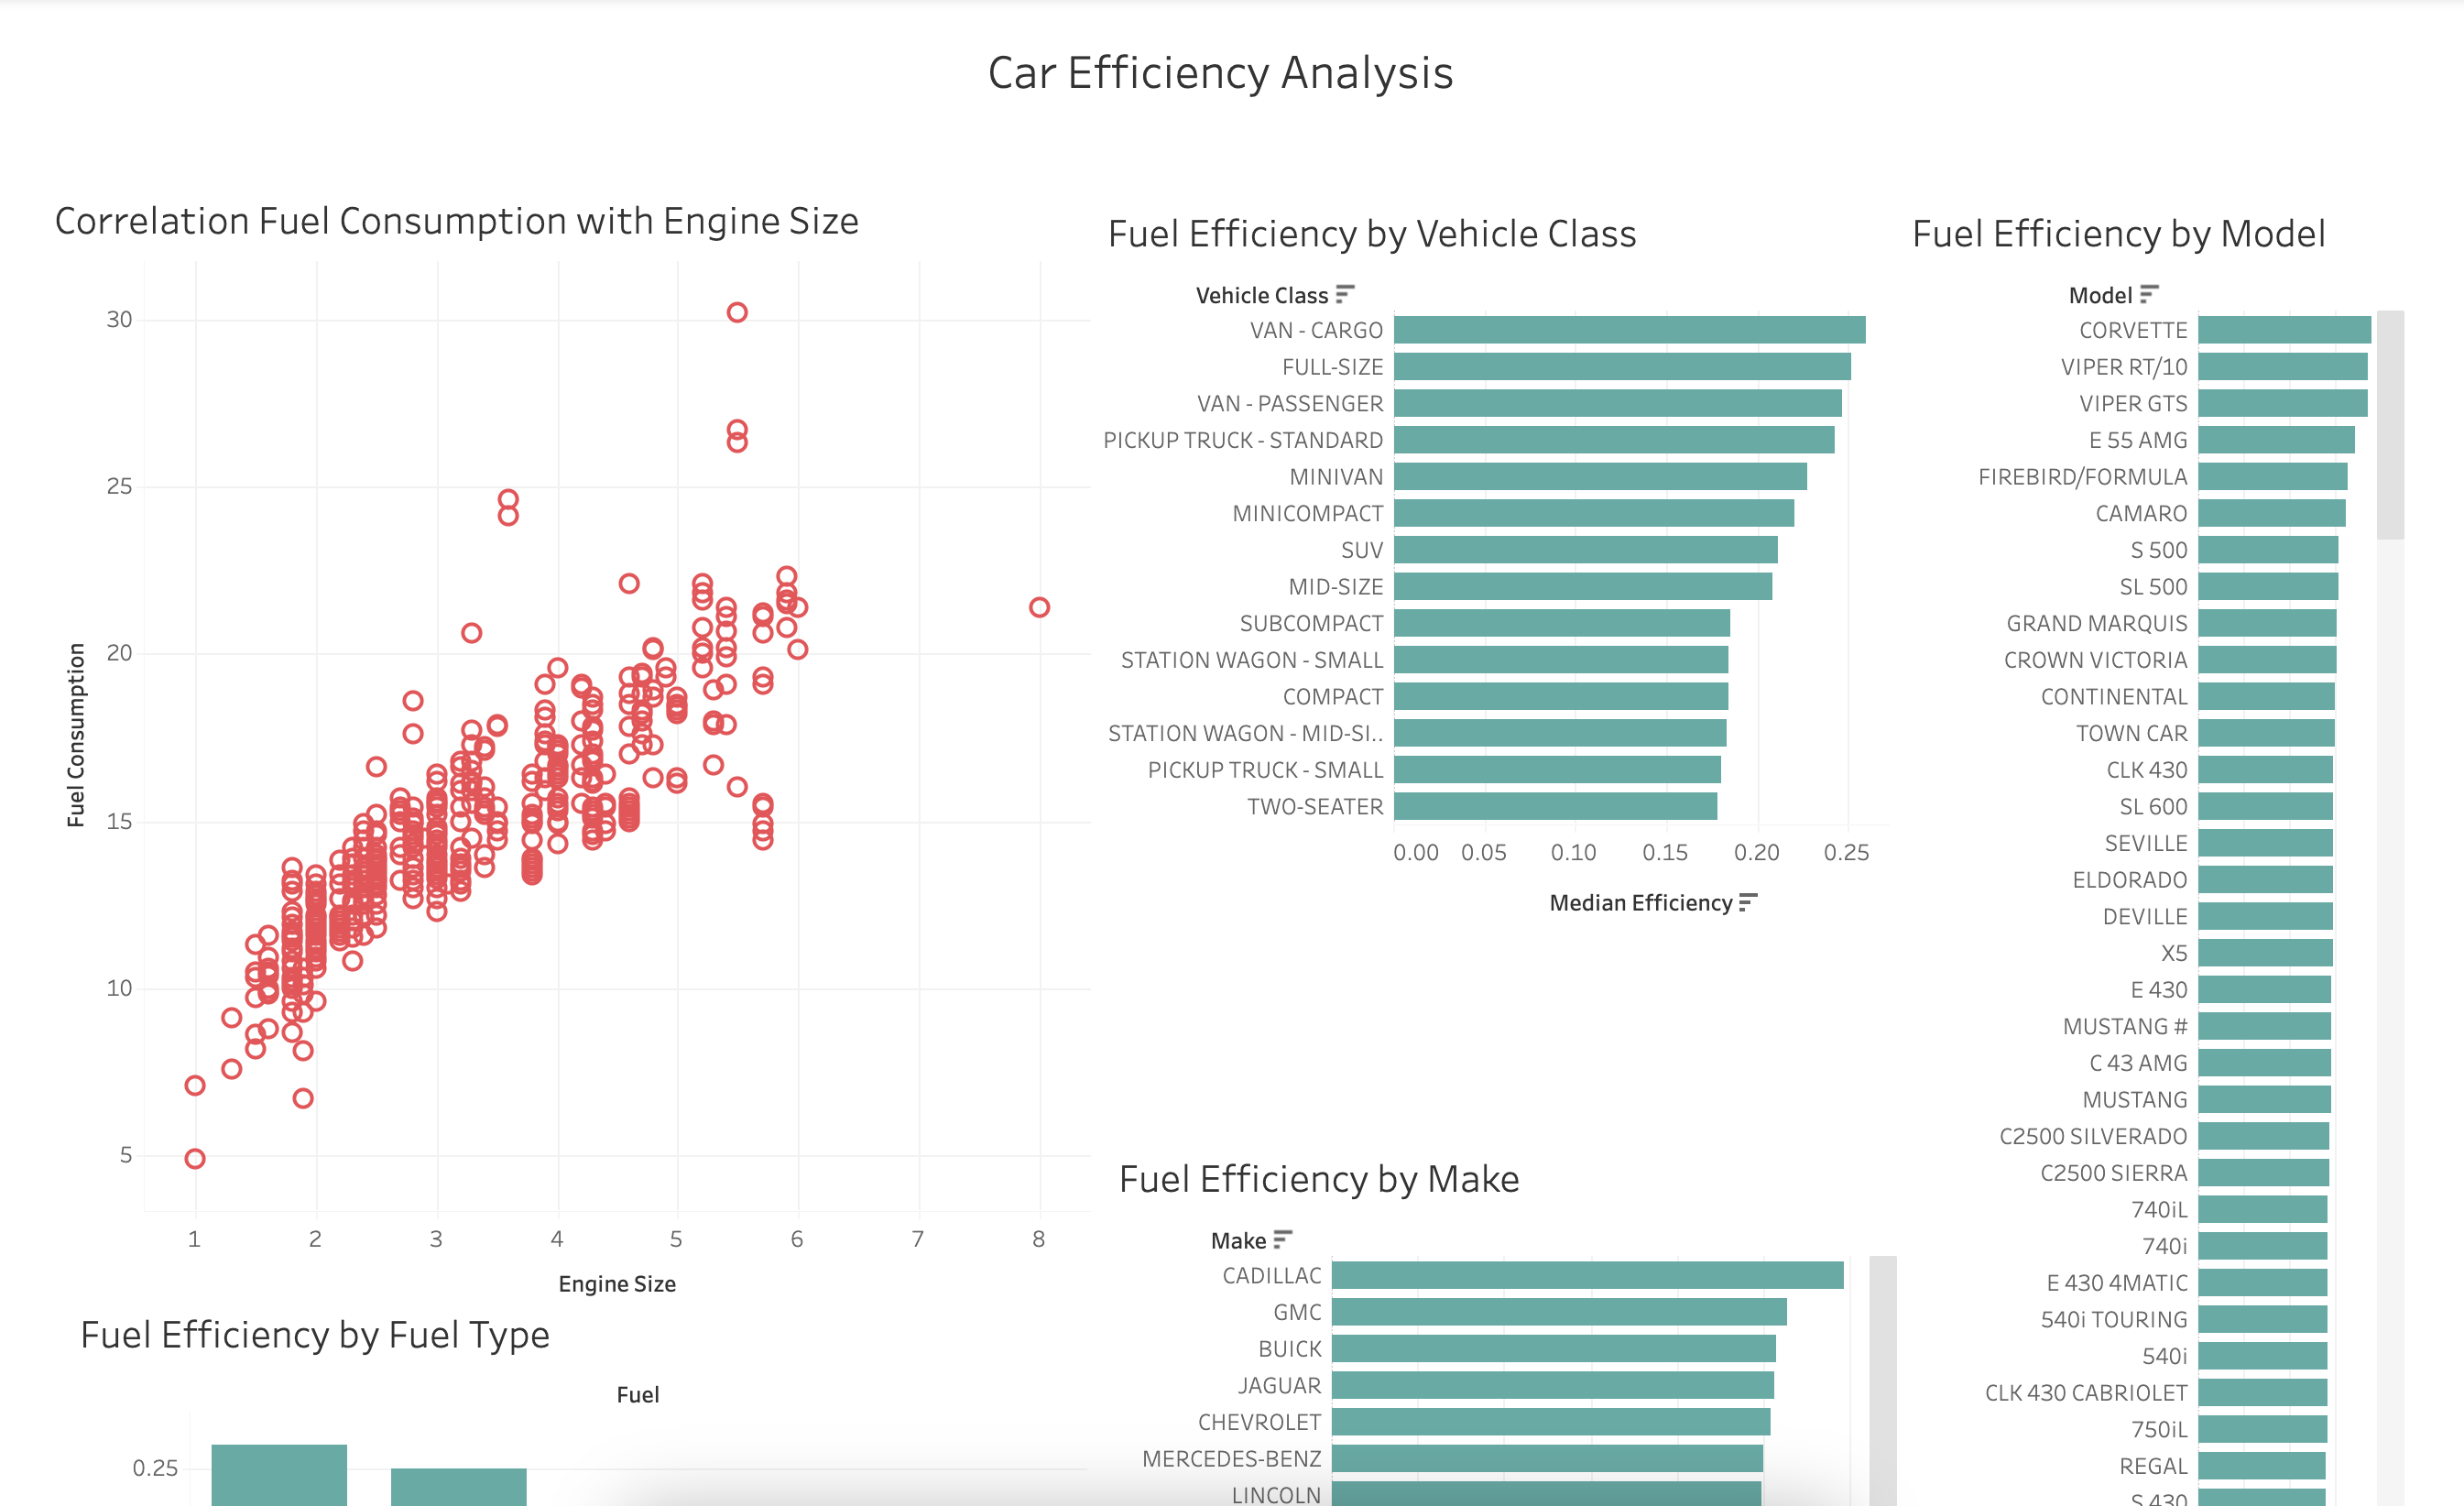 Car Efficiency Analysis
Correlation Fuel Consumption with Engine Size
Fuel Consumption
30
25
20
15
10
5
1 2 3 4 5 6 7 8
Engine Size
Fuel Efficiency by Vehicle Class
Vehicle Class
VAN - CARGO
FULL-SIZE
VAN - PASSENGER
PICKUP TRUCK - STANDARD
MINIVAN
MINICOMPACT
SUV
MID-SIZE
SUBCOMPACT
STATION WAGON - SMALL
COMPACT
STATION WAGON - MID-SI..
PICKUP TRUCK - SMALL
TWO-SEATER
0.00 0.05 0.10 0.15 0.20 0.25
Median Efficiency
Fuel Efficiency by Model
Model
CORVETTE
VIPER RT/10
VIPER GTS
E 55 AMG
FIREBIRD/FORMULA
CAMARO
S 500
SL 500
GRAND MARQUIS
CROWN VICTORIA
CONTINENTAL
TOWN CAR
CLK 430
SL 600
SEVILLE
ELDORADO
DEVILLE
X5
E 430
MUSTANG #
C 43 AMG
MUSTANG
C2500 SILVERADO
C2500 SIERRA
740iL
740i
E 430 4MATIC
540i TOURING
540i
CLK 430 CABRIOLET
750iL
REGAL
S 430
Fuel Efficiency by Make
Make
CADILLAC
GMC
BUICK
JAGUAR
CHEVROLET
MERCEDES-BENZ
LINCOLN
Fuel Efficiency by Fuel Type
Fuel
0.25